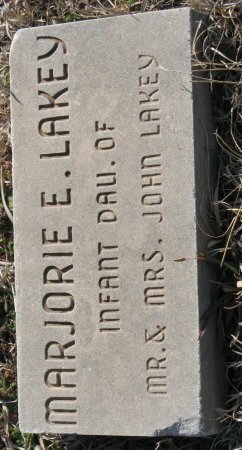 MARJORIE E. LAKEY
INFANT DAU. OF
MR. & MRS. JOHN LAKEY